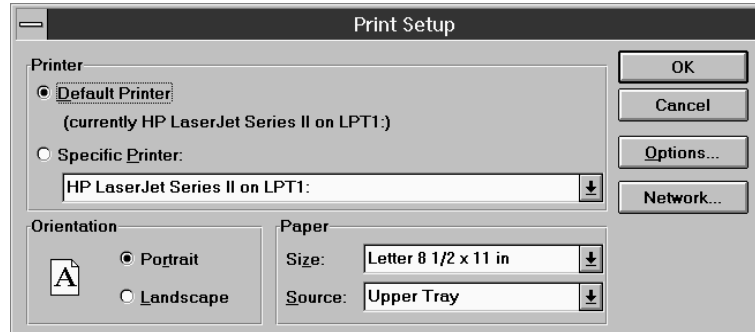 Print Setup
Printer
Default Printer
(currently HP LaserJet Series II on LPT1:)
Specific Printer:
HP LaserJet Series II on LPT1:
OK
Cancel
Options...
Network...
Orientation
A
Portrait
Landscape
Paper
Size:
Letter 8 1/2 x 11 in
Source:
Upper Tray